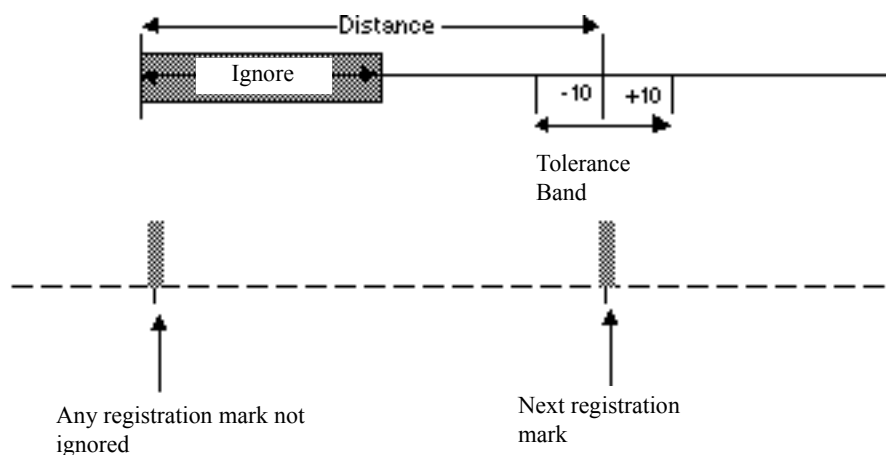 Distance
Ignore
-10
+10
Tolerance
Band
Any registration mark not
ignored
Next registration
mark